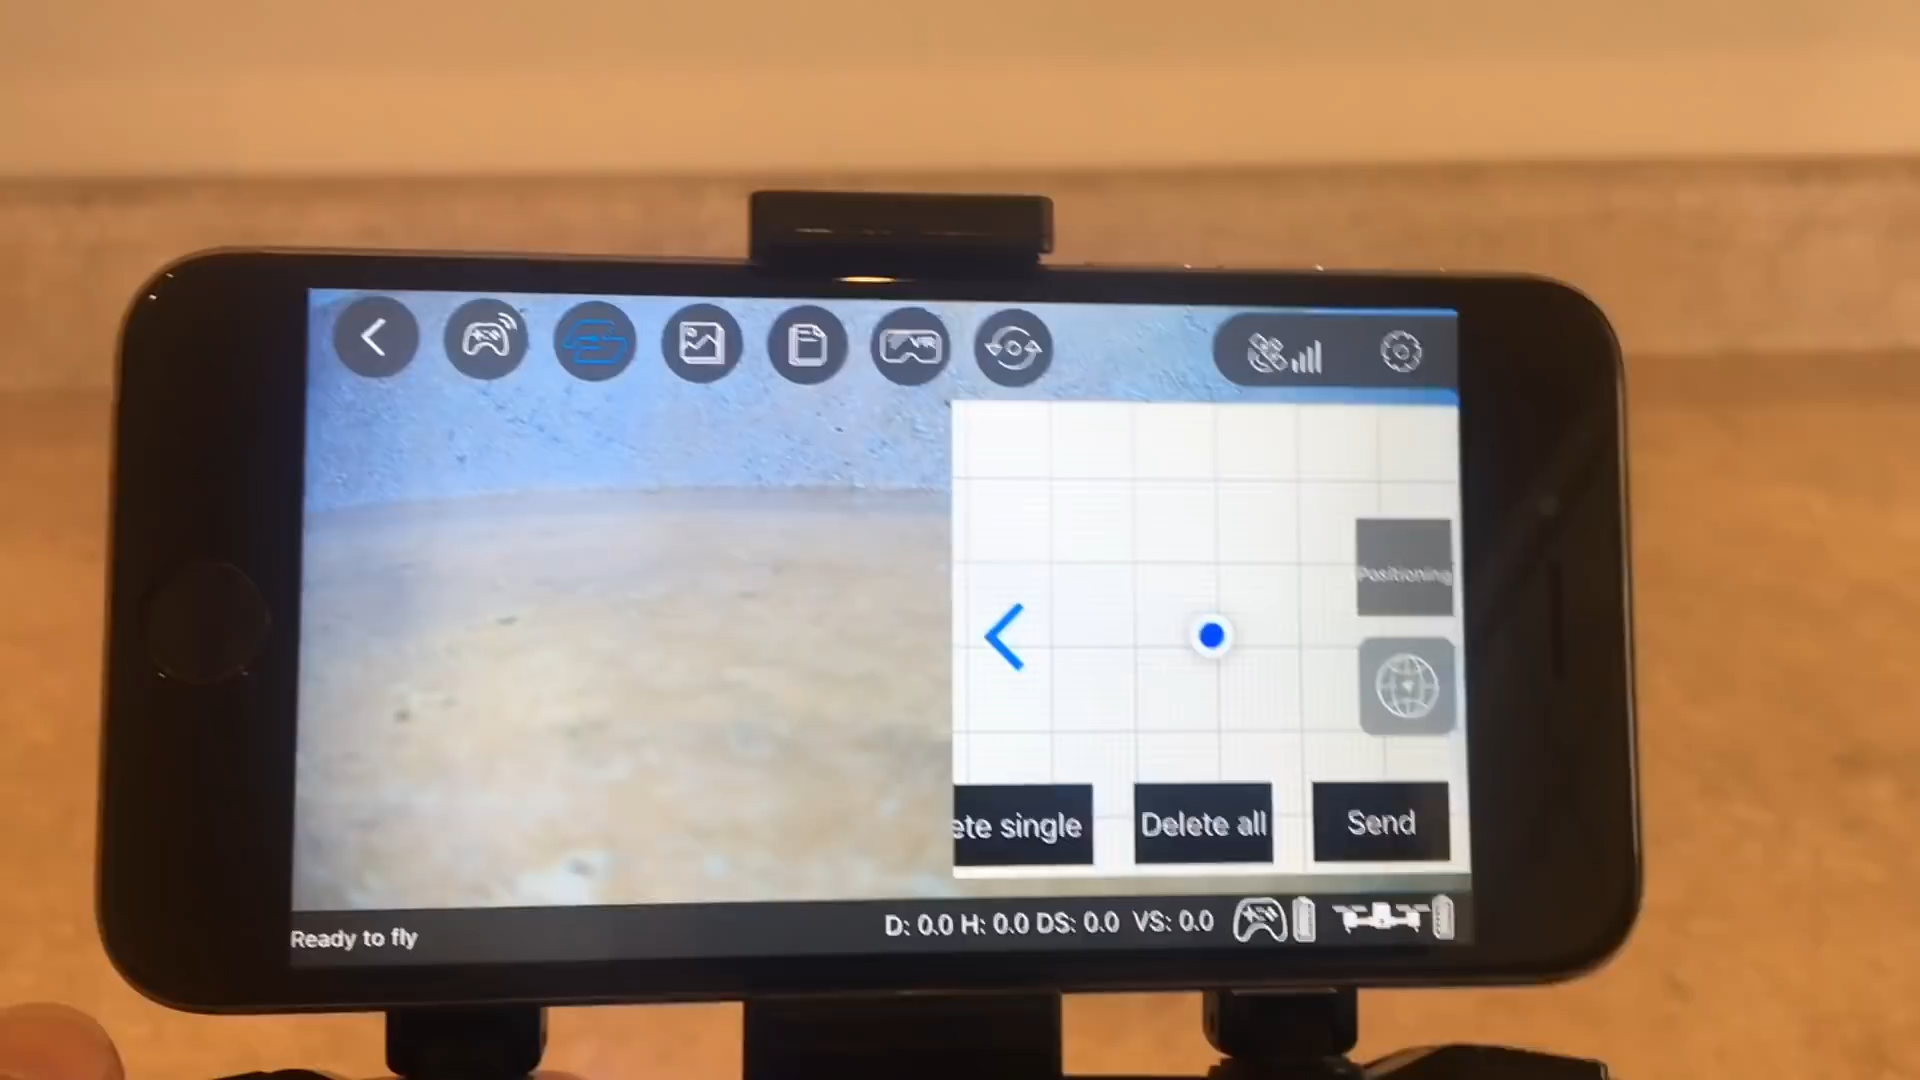 VR
Positioning
ete single
Delete all
Send
Ready to fly
D: 0.0 H: 0.0 DS: 0.0 VS: 0.0